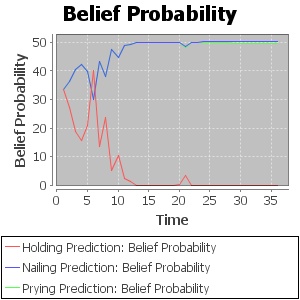 Belief Probability
50
40
30
20
10
0
Belief Probability
0 5 10 15 20 25 30 35
Time
Holding Prediction: Belief Probability
Nailing Prediction: Belief Probability
Prying Prediction: Belief Probability